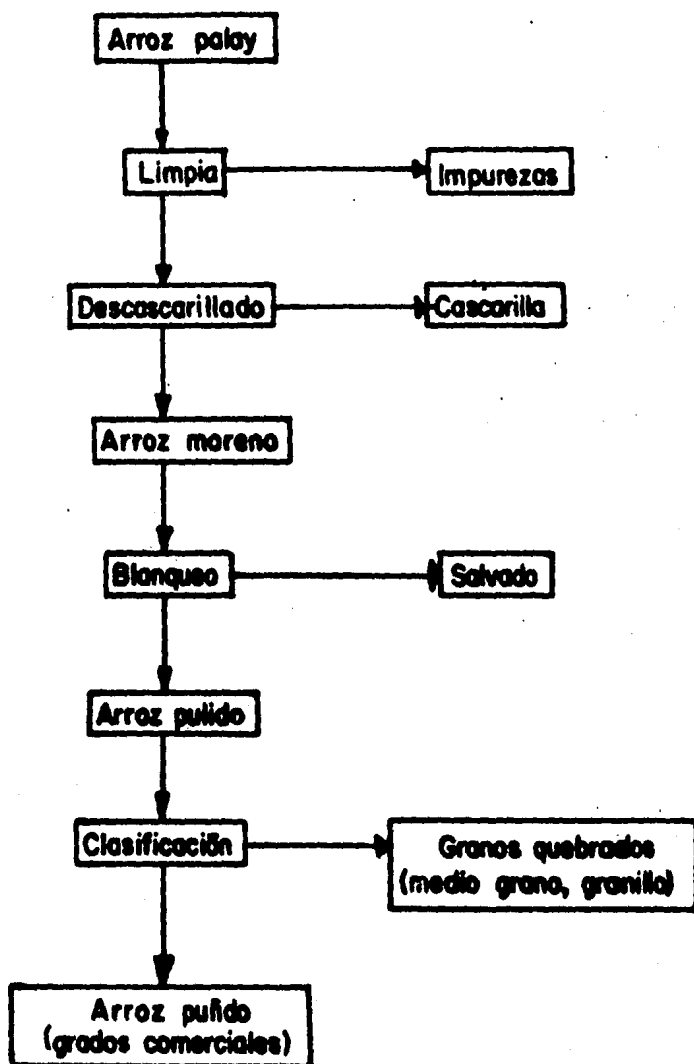 Arroz palay
Limpia
Impurezas
Descascarillado
Cascarilla
Arroz moreno
Blanqueo
Salvado
Arroz pulido
Clasificación
Granos quebrados
(medio grano, granillo)
Arroz pulido
(grados comerciales)